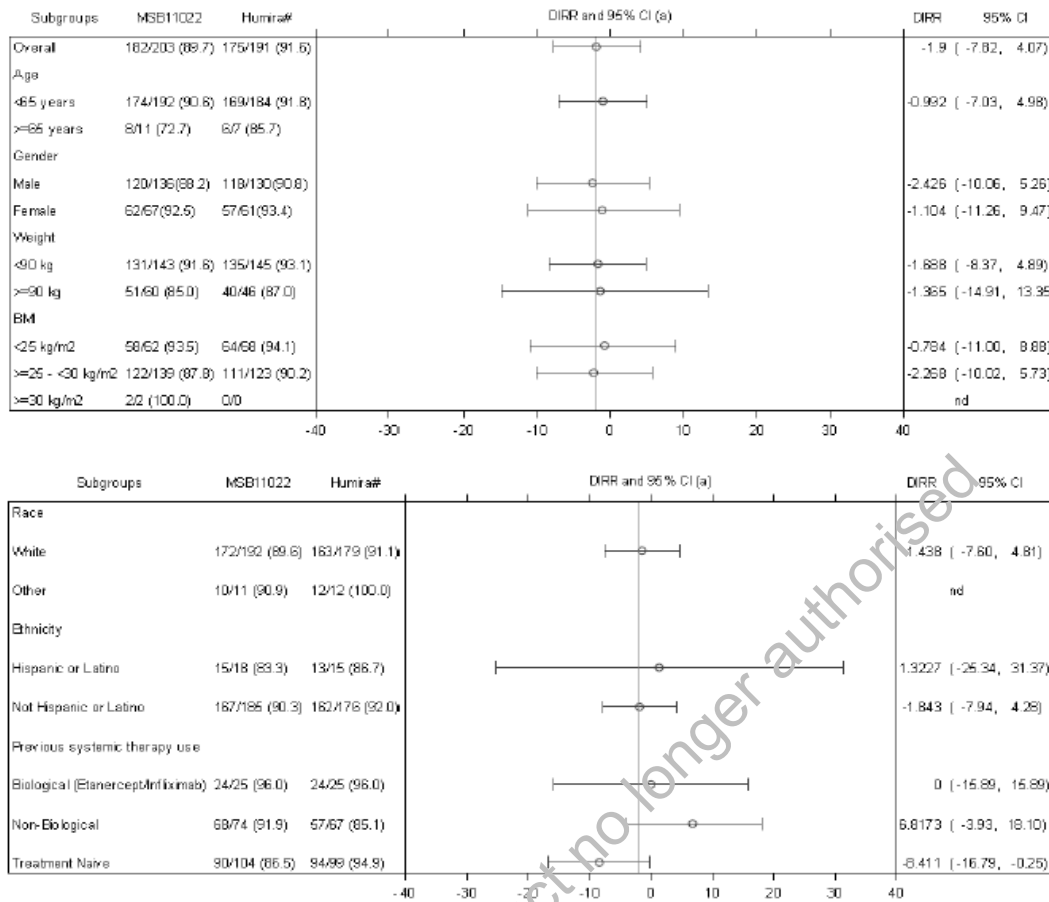 Subgroups MSB11022 Humira# DIRR and 95% CI (a) DIRR 95% CI
Overall 182/203 (89.7) 175/191 (91.6) -1.9 ( -7.82, 4.07)
Age
<65 years 174/192 (90.6) 169/184 (91.8) -0.992 ( -7.03, 4.98)
>=65 years 8/11 (72.7) 6/7 (85.7)
Gender
Male 120/136(88.2) 118/130(90.8) -2.426 (-10.06, 5.26)
Female 62/67(92.5) 57/61(93.4) -1.104 (-11.26, 9.47)
Weight
<90 kg 131/143 (91.6) 135/145 (93.1) -1.688 ( -8.37, 4.89)
>=90 kg 51/60 (85.0) 40/46 (87.0) -1.365 (-14.91, 13.35
BMI
<25 kg/m2 58/62 (93.5) 64/68 (94.1) -0.784 (-11.00, 8.88)
>=25 - <30 kg/m2 122/139 (87.8) 111/123 (90.2) -2.268 (-10.02, 5.73)
>=30 kg/m2 2/2 (100.0) 0/0 nd
-40 -30 -20 -10 0 10 20 30 40
Subgroups MSB11022 Humira# DIRR and 95% CI (a) DIRR 95% CI
Race
White 172/192 (89.6) 163/179 (91.1) -1.438 ( -7.60, 4.81)
Other 10/11 (90.9) 12/12 (100.0) nd
Ethnicity
Hispanic or Latino 15/18 (83.3) 13/15 (86.7) 1.3227 (-25.34, 31.37)
Not Hispanic or Latino 167/185 (90.3) 162/176 (92.0) -1.843 ( -7.94, 4.28)
Previous systemic therapy use
Biological (Etanercept/Infliximab) 24/25 (96.0) 24/25 (96.0) 0 (-15.89, 15.89)
Non-Biological 68/74 (91.9) 57/67 (85.1) 6.8173 ( -3.93, 18.10)
Treatment Naive 90/104 (86.5) 94/99 (94.9) -8.411 (-16.79, -0.25)
-40 -30 -10 0 10 20 30 40
ct no longer authorised